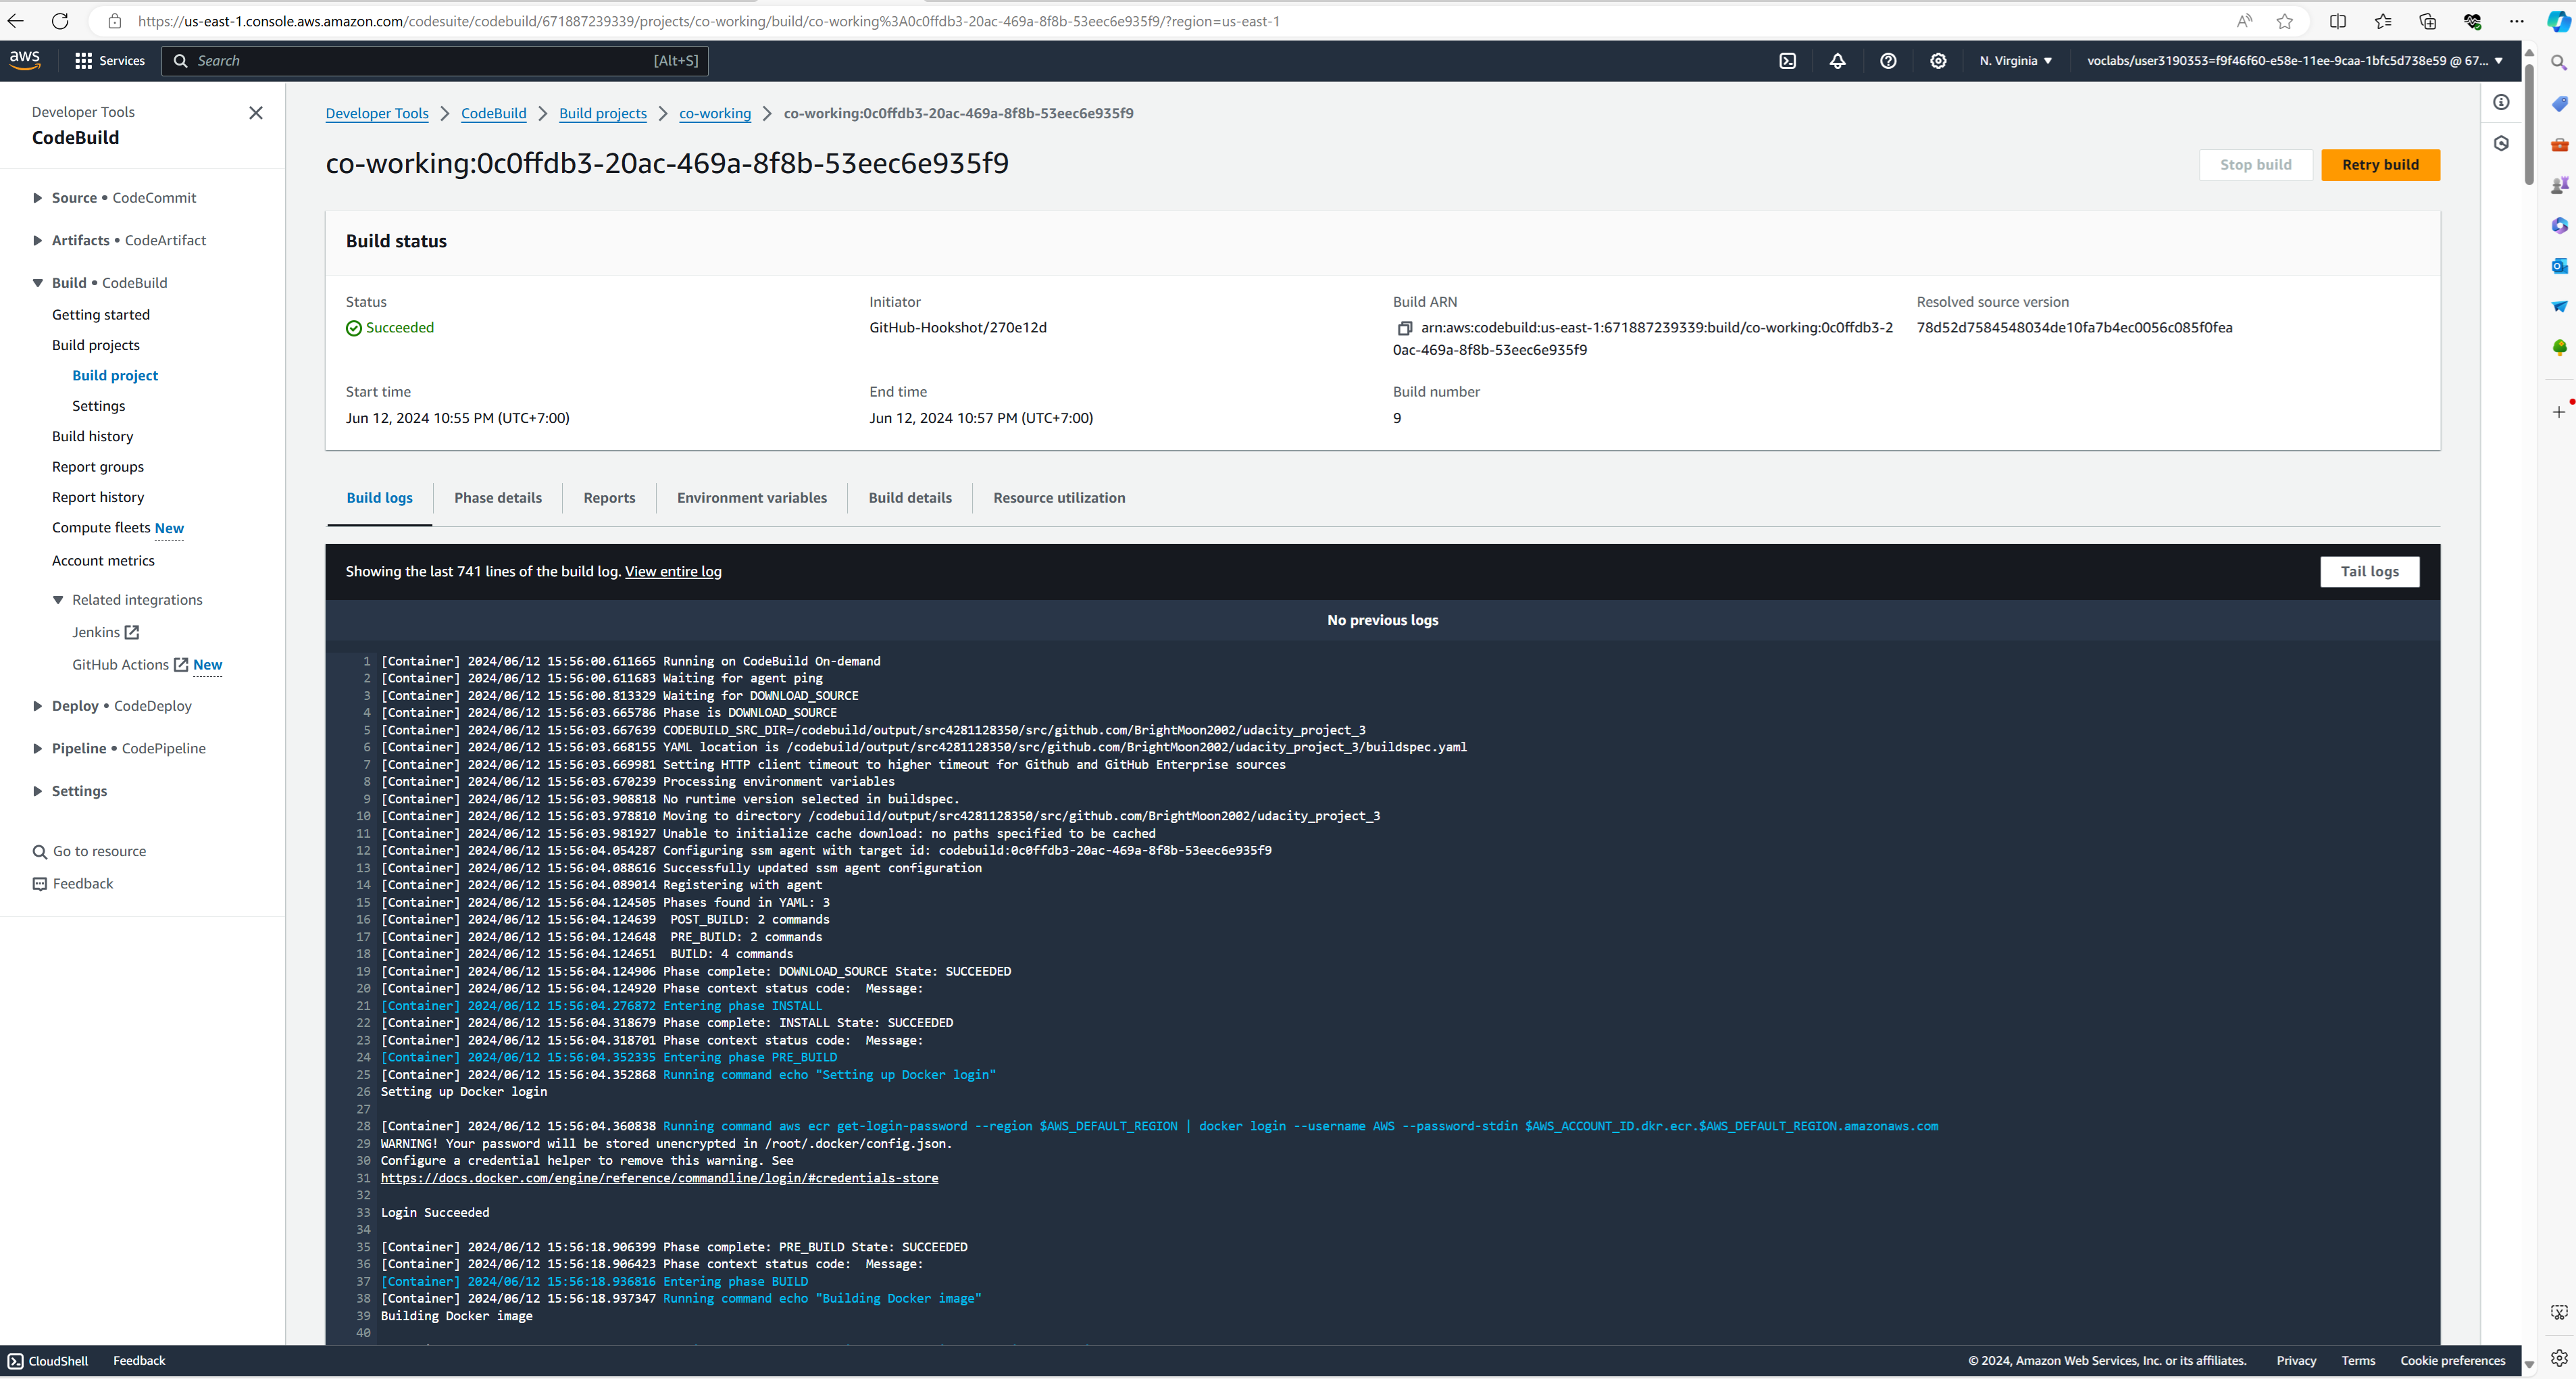 https://us-east-1.console.aws.amazon.com/codesuite/codebuild/671887239339/projects/co-working/build/co-working%3A0c0ffdb3-20ac-469a-8f8b-53eec6e935f9/?region=us-east-1
aws
Services
Search
[Alt+S]
N. Virginia
voclabs/user3190353=f9f46f60-e58e-11ee-9caa-1bfc5d738e59 @ 67...
Developer Tools
CodeBuild
Source • CodeCommit
Artifacts • CodeArtifact
Build • CodeBuild
Getting started
Build projects
Build project
Settings
Build history
Report groups
Report history
Compute fleets New
Account metrics
Related integrations
Jenkins
GitHub Actions New
Deploy • CodeDeploy
Pipeline • CodePipeline
Settings
Go to resource
Feedback
Developer Tools > CodeBuild > Build projects > co-working > co-working:0c0ffdb3-20ac-469a-8f8b-53eec6e935f9
co-working:0c0ffdb3-20ac-469a-8f8b-53eec6e935f9
Stop build
Retry build
Build status
Status
Succeeded
Initiator
GitHub-Hookshot/270e12d
Build ARN
arn:aws:codebuild:us-east-1:671887239339:build/co-working:0c0ffdb3-2
0ac-469a-8f8b-53eec6e935f9
Resolved source version
78d52d7584548034de10fa7b4ec0056c085f0fea
Start time
Jun 12, 2024 10:55 PM (UTC+7:00)
End time
Jun 12, 2024 10:57 PM (UTC+7:00)
Build number
9
Build logs
Phase details
Reports
Environment variables
Build details
Resource utilization
Showing the last 741 lines of the build log. View entire log
Tail logs
No previous logs
1 [Container] 2024/06/12 15:56:00.611665 Running on CodeBuild On-demand
2 [Container] 2024/06/12 15:56:00.611683 Waiting for agent ping
3 [Container] 2024/06/12 15:56:00.813329 Waiting for DOWNLOAD_SOURCE
4 [Container] 2024/06/12 15:56:03.665786 Phase is DOWNLOAD_SOURCE
5 [Container] 2024/06/12 15:56:03.667639 CODEBUILD_SRC_DIR=/codebuild/output/src4281128350/src/github.com/BrightMoon2002/udacity_project_3
6 [Container] 2024/06/12 15:56:03.668155 YAML location is /codebuild/output/src4281128350/src/github.com/BrightMoon2002/udacity_project_3/buildspec.yaml
7 [Container] 2024/06/12 15:56:03.669981 Setting HTTP client timeout to higher timeout for Github and GitHub Enterprise sources
8 [Container] 2024/06/12 15:56:03.670239 Processing environment variables
9 [Container] 2024/06/12 15:56:03.908818 No runtime version selected in buildspec.
10 [Container] 2024/06/12 15:56:03.978810 Moving to directory /codebuild/output/src4281128350/src/github.com/BrightMoon2002/udacity_project_3
11 [Container] 2024/06/12 15:56:03.981927 Unable to initialize cache download: no paths specified to be cached
12 [Container] 2024/06/12 15:56:04.054287 Configuring ssm agent with target id: codebuild:0c0ffdb3-20ac-469a-8f8b-53eec6e935f9
13 [Container] 2024/06/12 15:56:04.088616 Successfully updated ssm agent configuration
14 [Container] 2024/06/12 15:56:04.089014 Registering with agent
15 [Container] 2024/06/12 15:56:04.124505 Phases found in YAML: 3
16 [Container] 2024/06/12 15:56:04.124639  POST_BUILD: 2 commands
17 [Container] 2024/06/12 15:56:04.124648  PRE_BUILD: 2 commands
18 [Container] 2024/06/12 15:56:04.124651  BUILD: 4 commands
19 [Container] 2024/06/12 15:56:04.124906 Phase complete: DOWNLOAD_SOURCE State: SUCCEEDED
20 [Container] 2024/06/12 15:56:04.124920 Phase context status code:  Message:
21 [Container] 2024/06/12 15:56:04.276872 Entering phase INSTALL
22 [Container] 2024/06/12 15:56:04.318679 Phase complete: INSTALL State: SUCCEEDED
23 [Container] 2024/06/12 15:56:04.318701 Phase context status code:  Message:
24 [Container] 2024/06/12 15:56:04.352335 Entering phase PRE_BUILD
25 [Container] 2024/06/12 15:56:04.352868 Running command echo "Setting up Docker login"
26 Setting up Docker login
27
28 [Container] 2024/06/12 15:56:04.360838 Running command aws ecr get-login-password --region $AWS_DEFAULT_REGION | docker login --username AWS --password-stdin $AWS_ACCOUNT_ID.dkr.ecr.$AWS_DEFAULT_REGION.amazonaws.com
29 WARNING! Your password will be stored unencrypted in /root/.docker/config.json.
30 Configure a credential helper to remove this warning. See
31 https://docs.docker.com/engine/reference/commandline/login/#credentials-store
32
33 Login Succeeded
34
35 [Container] 2024/06/12 15:56:18.906399 Phase complete: PRE_BUILD State: SUCCEEDED
36 [Container] 2024/06/12 15:56:18.906423 Phase context status code:  Message:
37 [Container] 2024/06/12 15:56:18.936816 Entering phase BUILD
38 [Container] 2024/06/12 15:56:18.937347 Running command echo "Building Docker image"
39 Building Docker image
40
CloudShell
Feedback
© 2024, Amazon Web Services, Inc. or its affiliates.
Privacy
Terms
Cookie preferences